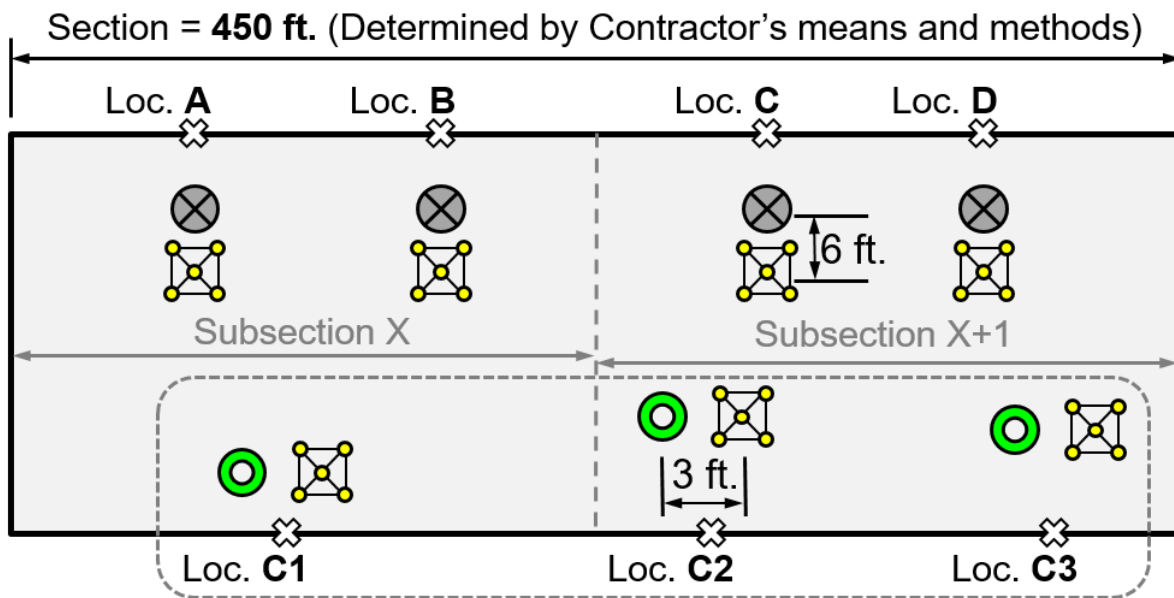 Section = 450 ft. (Determined by Contractor's means and methods)
Loc. A
Loc. B
Loc. C
Loc. D
6 ft.
Subsection X
Subsection X+1
3 ft.
Loc. C1
Loc. C2
Loc. C3